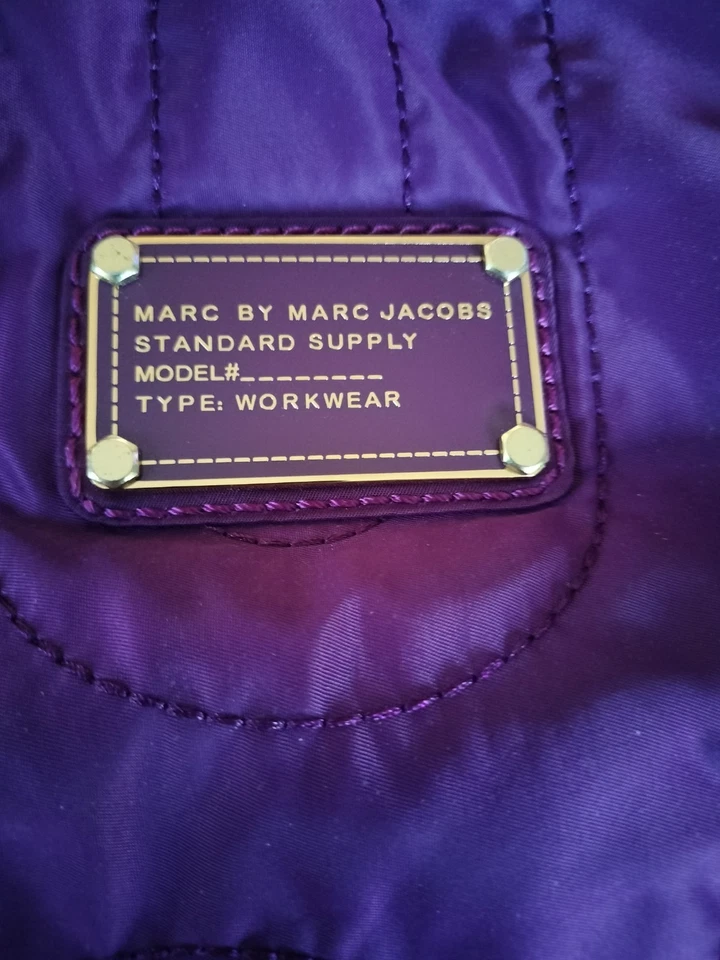 MARC BY MARC JACOBS
STANDARD SUPPLY
MODEL#________
TYPE: WORKWEAR